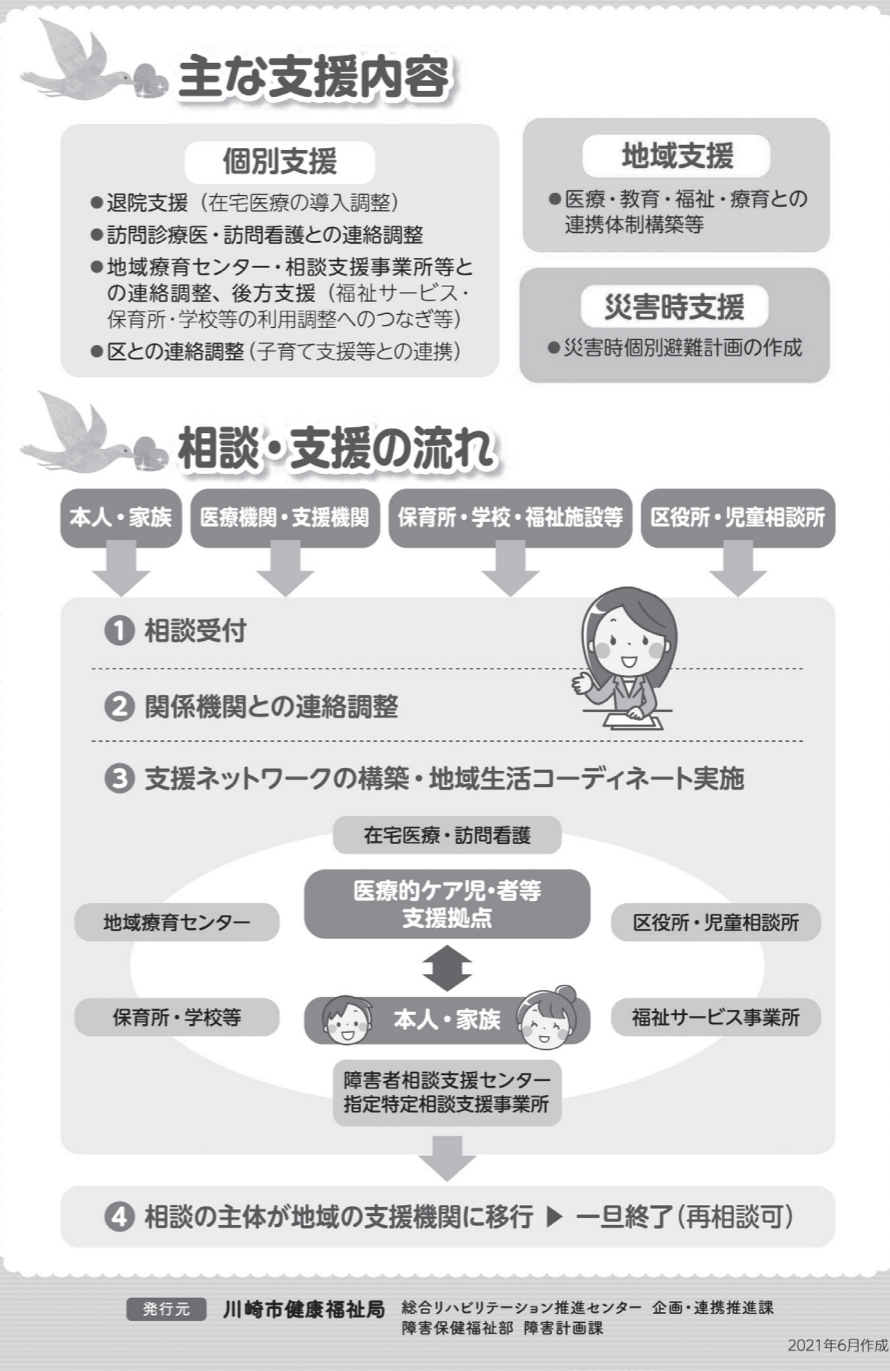 主な支援内容
個別支援
●退院支援（在宅医療の導入調整）
●訪問診療医・訪問看護との連絡調整
●地域療育センター・相談支援事業所等と
の連絡調整、後方支援（福祉サービス・
保育所・学校等の利用調整へのつなぎ等）
●区との連絡調整（子育て支援等との連携）
地域支援
●医療・教育・福祉・療育との
連携体制構築等
災害時支援
●災害時個別避難計画の作成
相談・支援の流れ
本人・家族
医療機関・支援機関
保育所・学校・福祉施設等
区役所・児童相談所
❶ 相談受付
❷ 関係機関との連絡調整
❸ 支援ネットワークの構築・地域生活コーディネート実施
在宅医療・訪問看護
医療的ケア児・者等
支援拠点
地域療育センター
区役所・児童相談所
保育所・学校等
本人・家族
福祉サービス事業所
障害者相談支援センター
指定特定相談支援事業所
❹ 相談の主体が地域の支援機関に移行 ▶ 一旦終了（再相談可）
発行元 川崎市健康福祉局 総合リハビリテーション推進センター 企画・連携推進課
障害保健福祉部 障害計画課
2021年6月作成